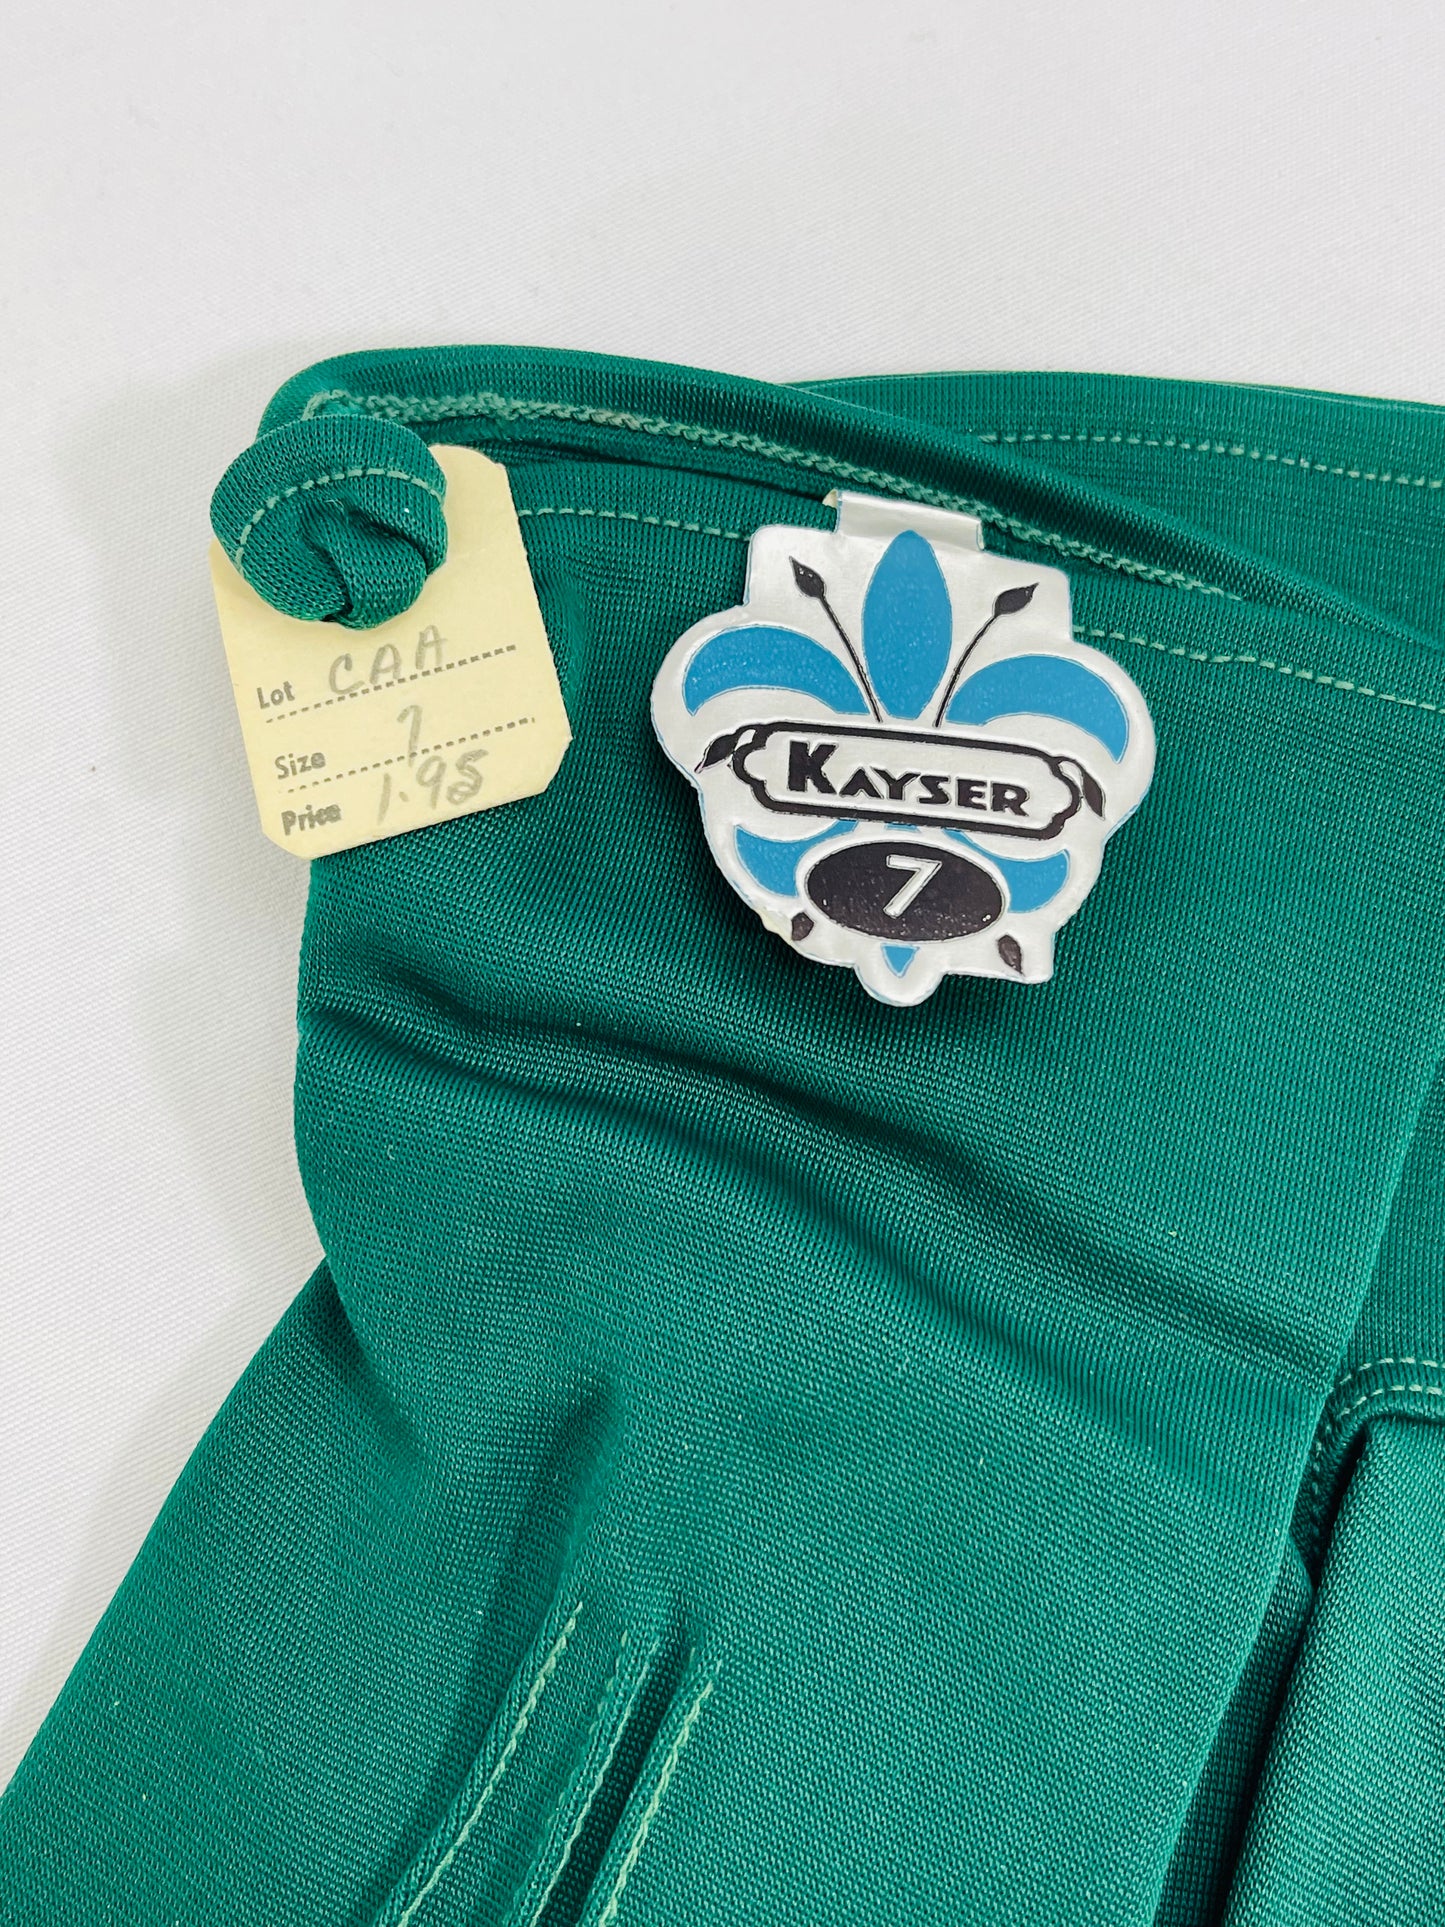 Lot CAA
Size 7
Price 1.95
KAYSER
7